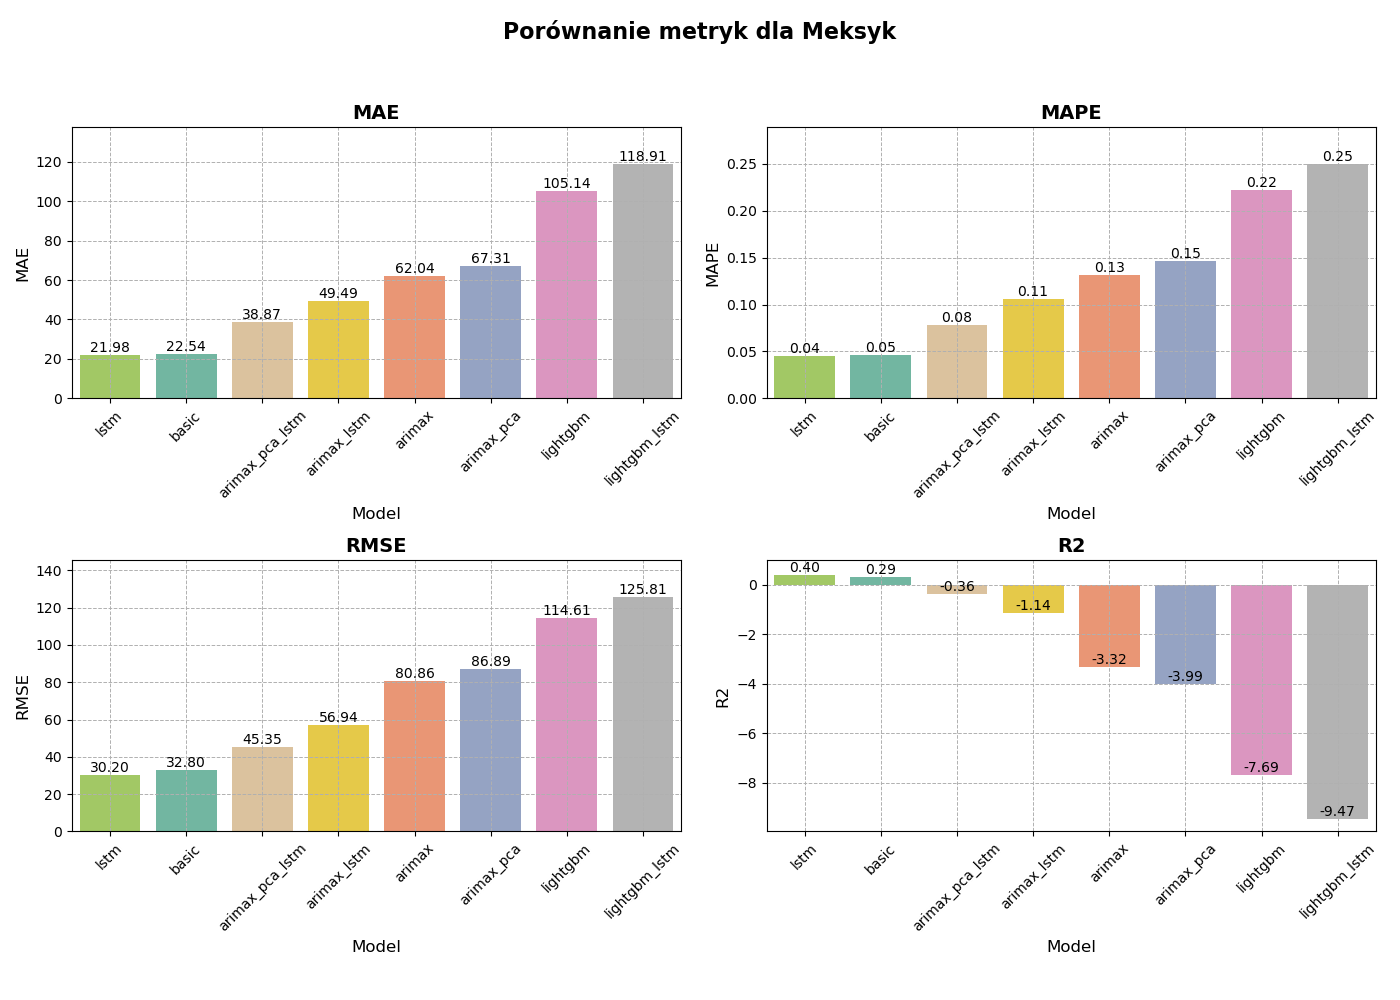 Porównanie metryk dla Meksyk
MAE
MAE
120
100
80
60
40
20
0
21.98
22.54
38.87
49.49
62.04
67.31
105.14
118.91
lstm
basic
arimax_pca_lstm
arimax_lstm
arimax
arimax_pca
lightgbm
lightgbm_lstm
Model
MAPE
MAPE
0.25
0.20
0.15
0.10
0.05
0.00
0.04
0.05
0.08
0.11
0.13
0.15
0.22
0.25
lstm
basic
arimax_pca_lstm
arimax_lstm
arimax
arimax_pca
lightgbm
lightgbm_lstm
Model
RMSE
RMSE
140
120
100
80
60
40
20
0
30.20
32.80
45.35
56.94
80.86
86.89
114.61
125.81
lstm
basic
arimax_pca_lstm
arimax_lstm
arimax
arimax_pca
lightgbm
lightgbm_lstm
Model
R2
R2
0
−2
−4
−6
−8
0.40
0.29
-0.36
-1.14
-3.32
-3.99
-7.69
-9.47
lstm
basic
arimax_pca_lstm
arimax_lstm
arimax
arimax_pca
lightgbm
lightgbm_lstm
Model